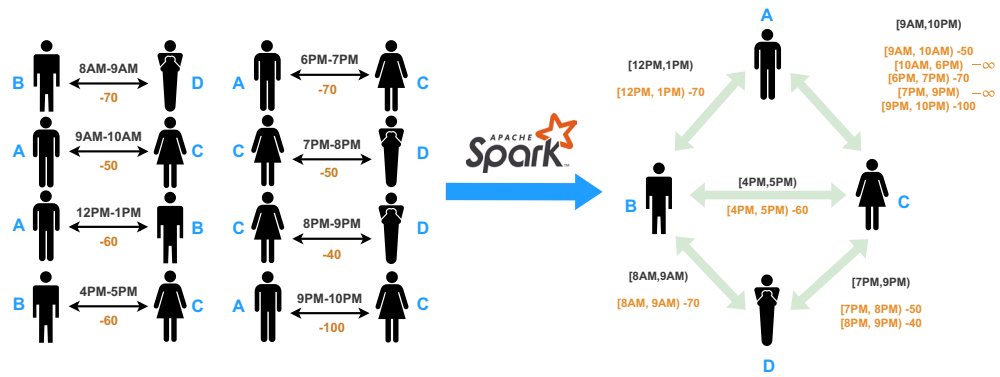 B 8AM-9AM D
-70
A 9AM-10AM C
-50
A 12PM-1PM B
-60
B 4PM-5PM C
-60
A 6PM-7PM C
-70
C 7PM-8PM D
-50
C 8PM-9PM D
-40
A 9PM-10PM C
-100
APACHE
Spark™
A
[12PM,1PM)
[12PM, 1PM) -70
[9AM,10PM)
[9AM, 10AM) -50
[10AM, 6PM) -∞
[6PM, 7PM) -70
[7PM, 9PM) -∞
[9PM, 10PM) -100
B
[4PM,5PM)
[4PM, 5PM) -60
C
[8AM,9AM)
[8AM, 9AM) -70
[7PM,9PM)
[7PM, 8PM) -50
[8PM, 9PM) -40
D